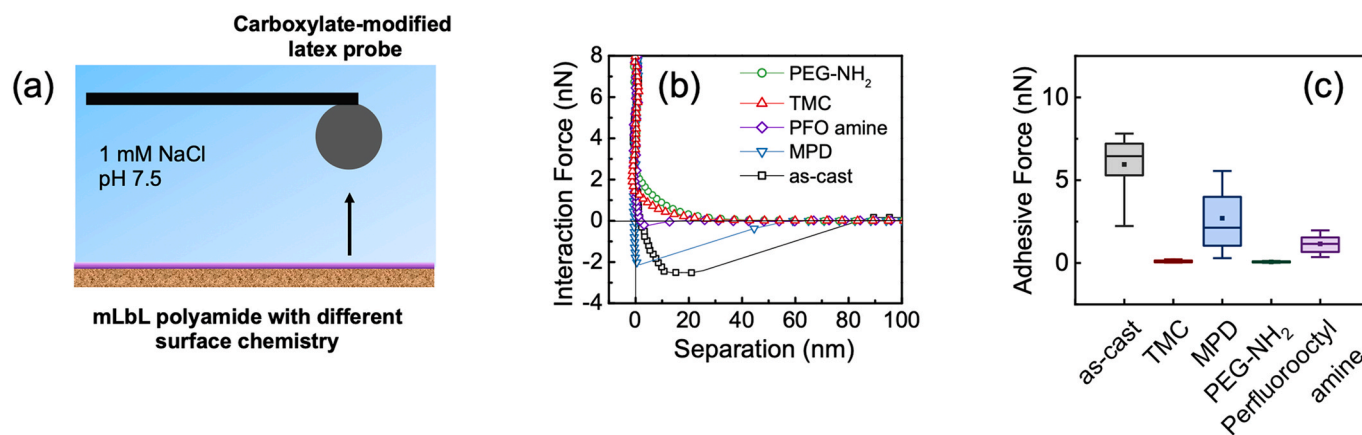 (a)
Carboxylate-modified
latex probe
1 mM NaCl
pH 7.5
mLbL polyamide with different
surface chemistry
(b)
Interaction Force (nN)
8
6
4
2
0
-2
-4
PEG-NH₂
TMC
PFO amine
MPD
as-cast
0 20 40 60 80 100
Separation (nm)
(c)
Adhesive Force (nN)
10
5
0
as-cast
TMC
MPD
PEG-NH₂
Perfluorooctyl
amine